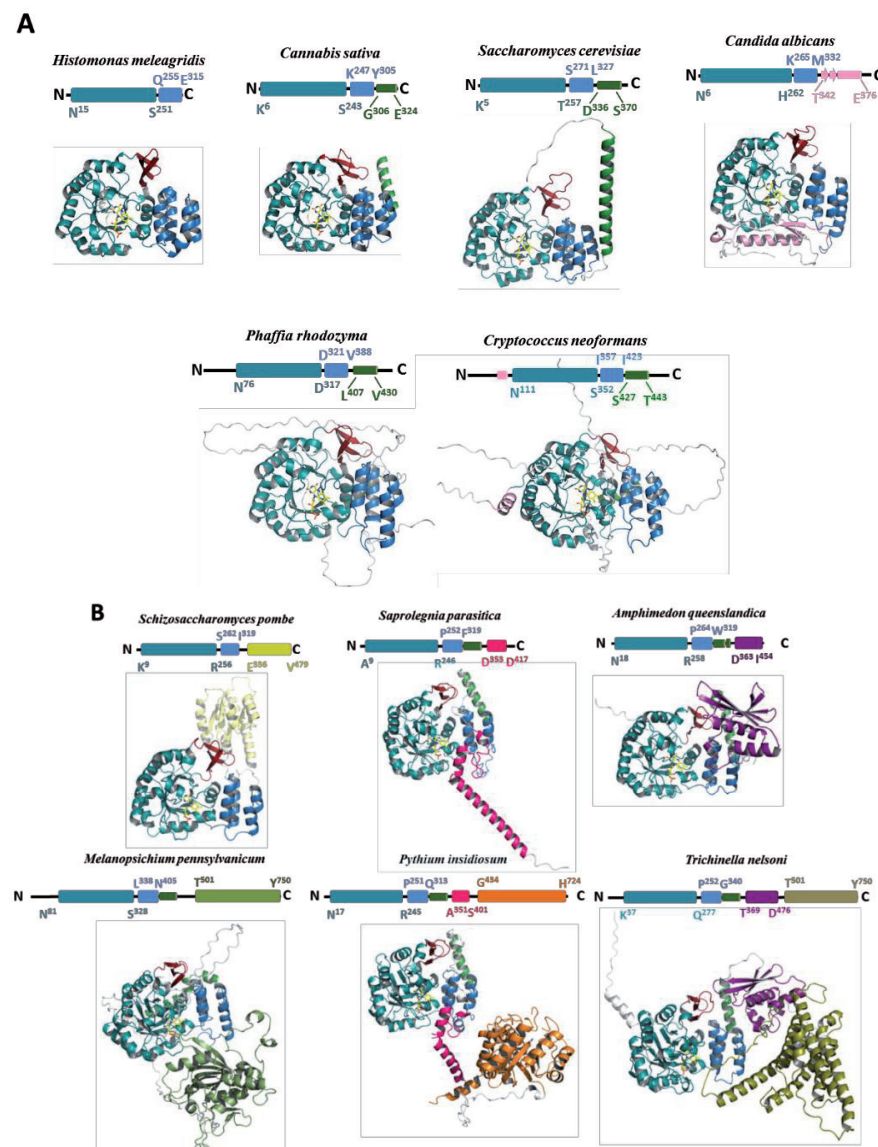 A
Histomonas meleagridis
Q255 E315
N C
N15 S251
Cannabis sativa
K247 Y305
N C
K6 S243 G306 E324
Saccharomyces cerevisiae
S271 L327
N C
K5 T257 D336 S370
Candida albicans
K265 M332
N C
N6 H262 T342 E376
Phaffia rhodozyma
D321 V388
N C
N76 D317 L407 V430
Cryptococcus neoformans
I357 I423
N C
N111 S352 S427 T443
B
Schizosaccharomyces pombe
S262 I319
N C
K9 R256 E396 V479
Saprolegnia parasitica
P252 F319
N C
A9 R246 D353 D417
Amphimedon queenslandica
P264 W319
N C
N18 R258 D363 I454
Melanopsichium pennsylvanicum
L338 N405 T501 Y750
N C
N81 S328
Pythium insidiosum
P251 Q313 G434 H724
N C
N17 R245 A351 S401
Trichinella nelsoni
P252 G340 T501 Y750
N C
K37 Q277 T369 D476